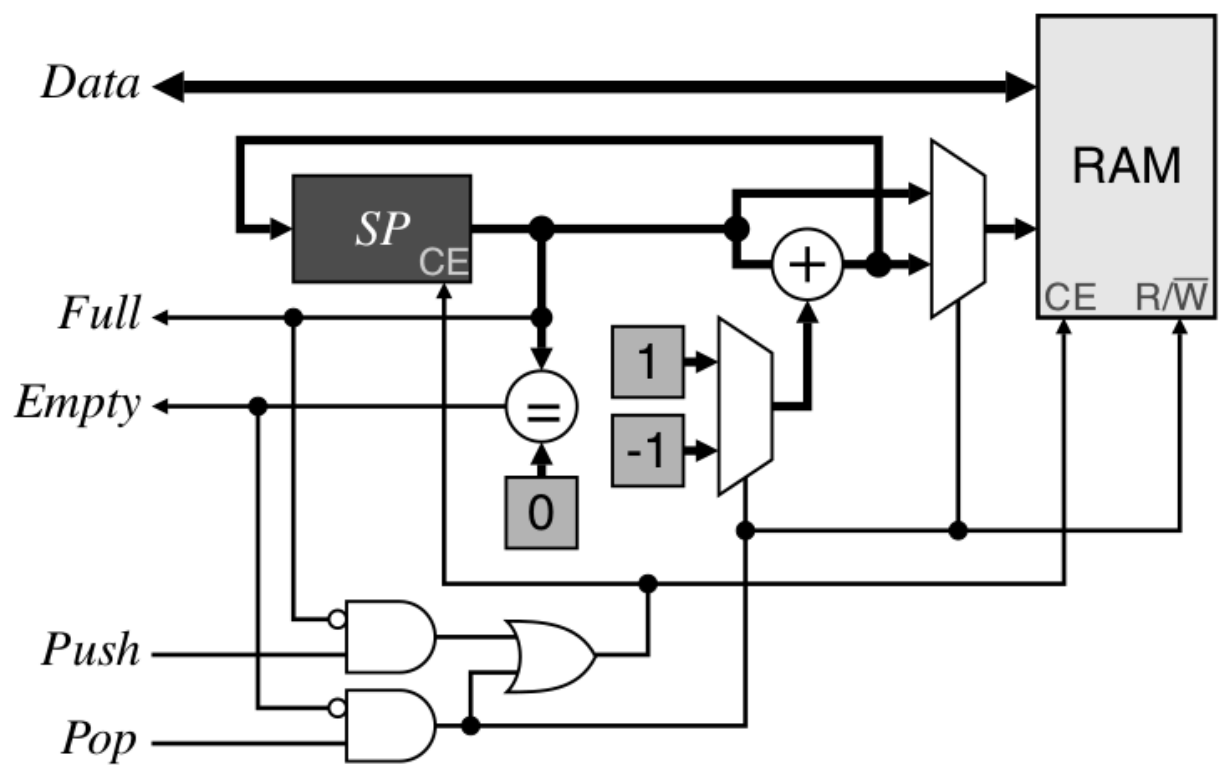 Data
RAM
SP
CE
Full
CE R/W̅
1
Empty
=
-1
0
+
Push
Pop